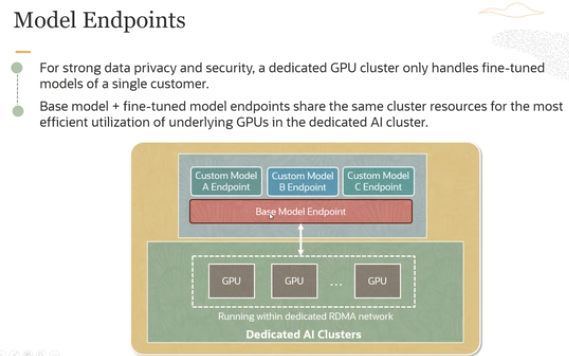 Model Endpoints
For strong data privacy and security, a dedicated GPU cluster only handles fine-tuned
models of a single customer.
Base model + fine-tuned model endpoints share the same cluster resources for the most
efficient utilization of underlying GPUs in the dedicated AI cluster.
Custom Model
A Endpoint
Custom Model
B Endpoint
Custom Model
C Endpoint
Base Model Endpoint
GPU
GPU
...
GPU
Running within dedicated RDMA network
Dedicated AI Clusters